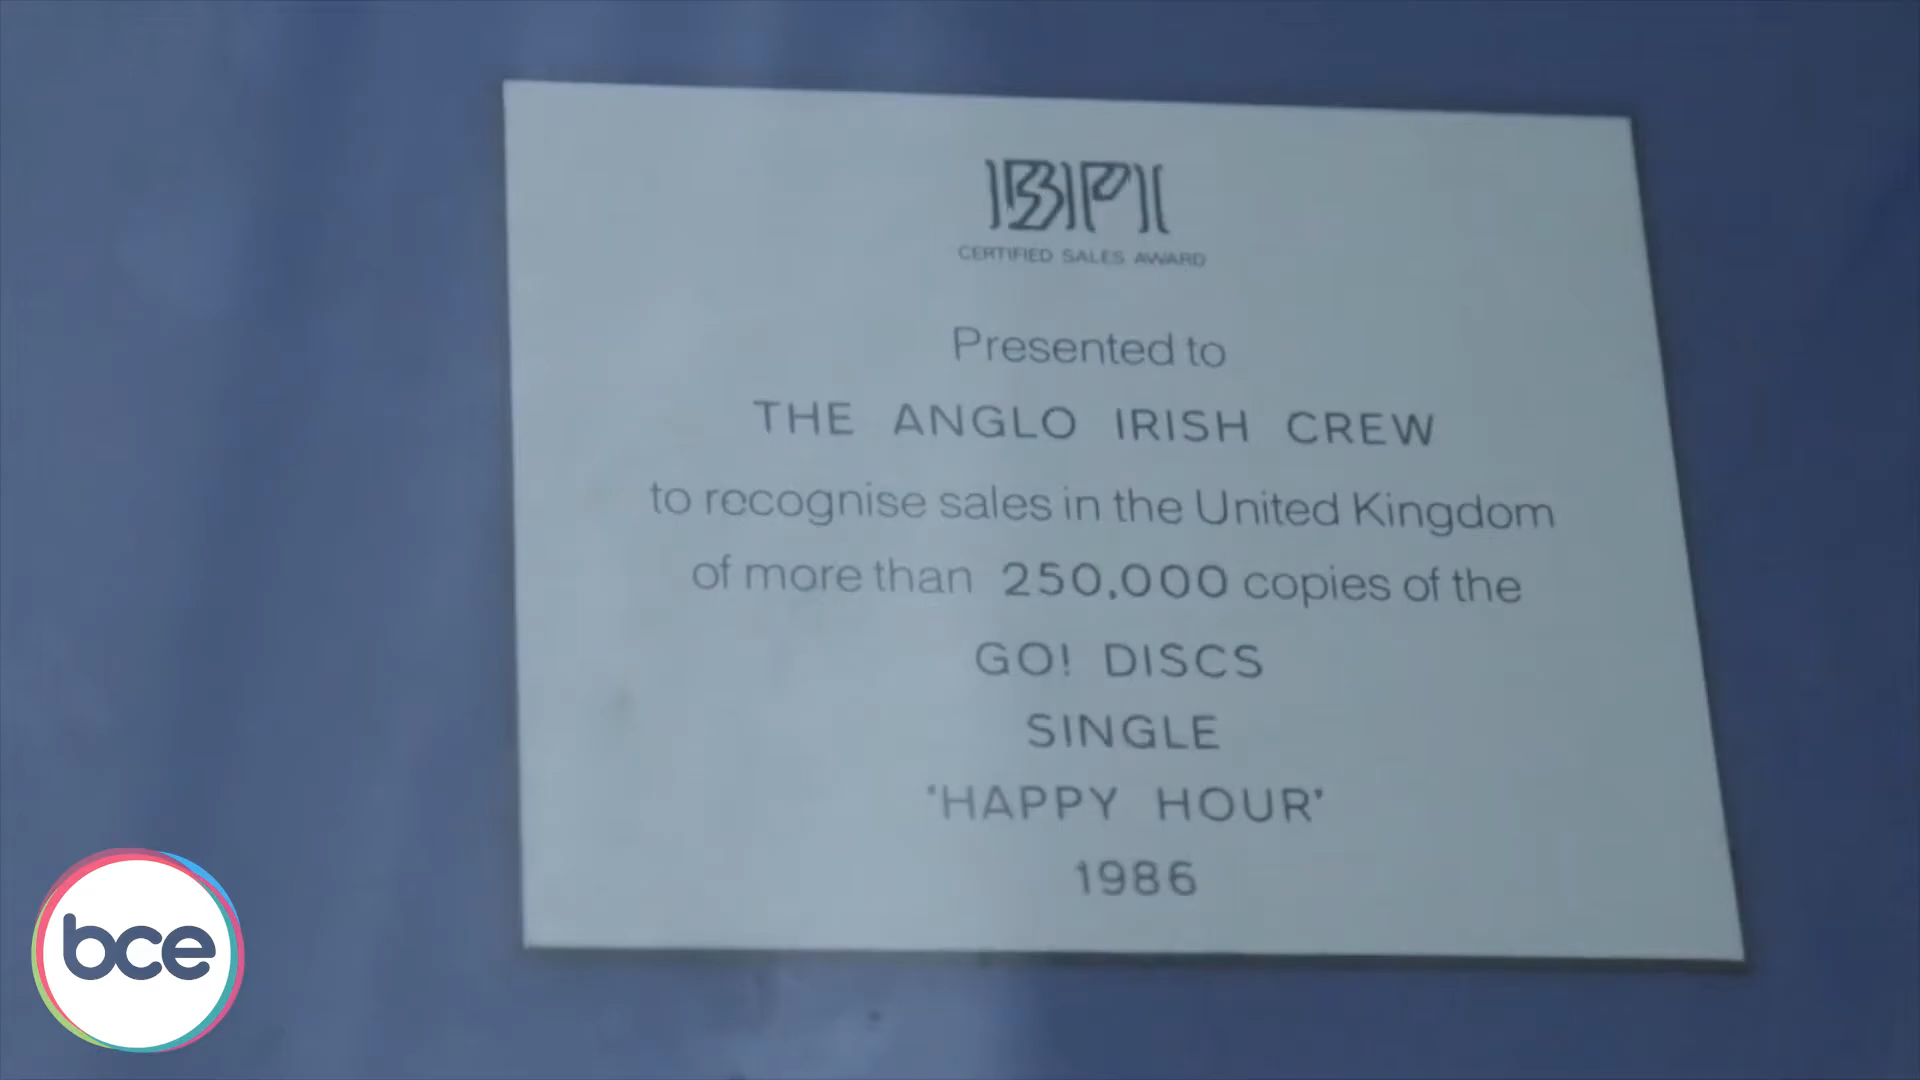 BPI
CERTIFIED SALES AWARD
Presented to
THE ANGLO IRISH CREW
to recognise sales in the United Kingdom
of more than 250,000 copies of the
GO! DISCS
SINGLE
'HAPPY HOUR'
1986
bce